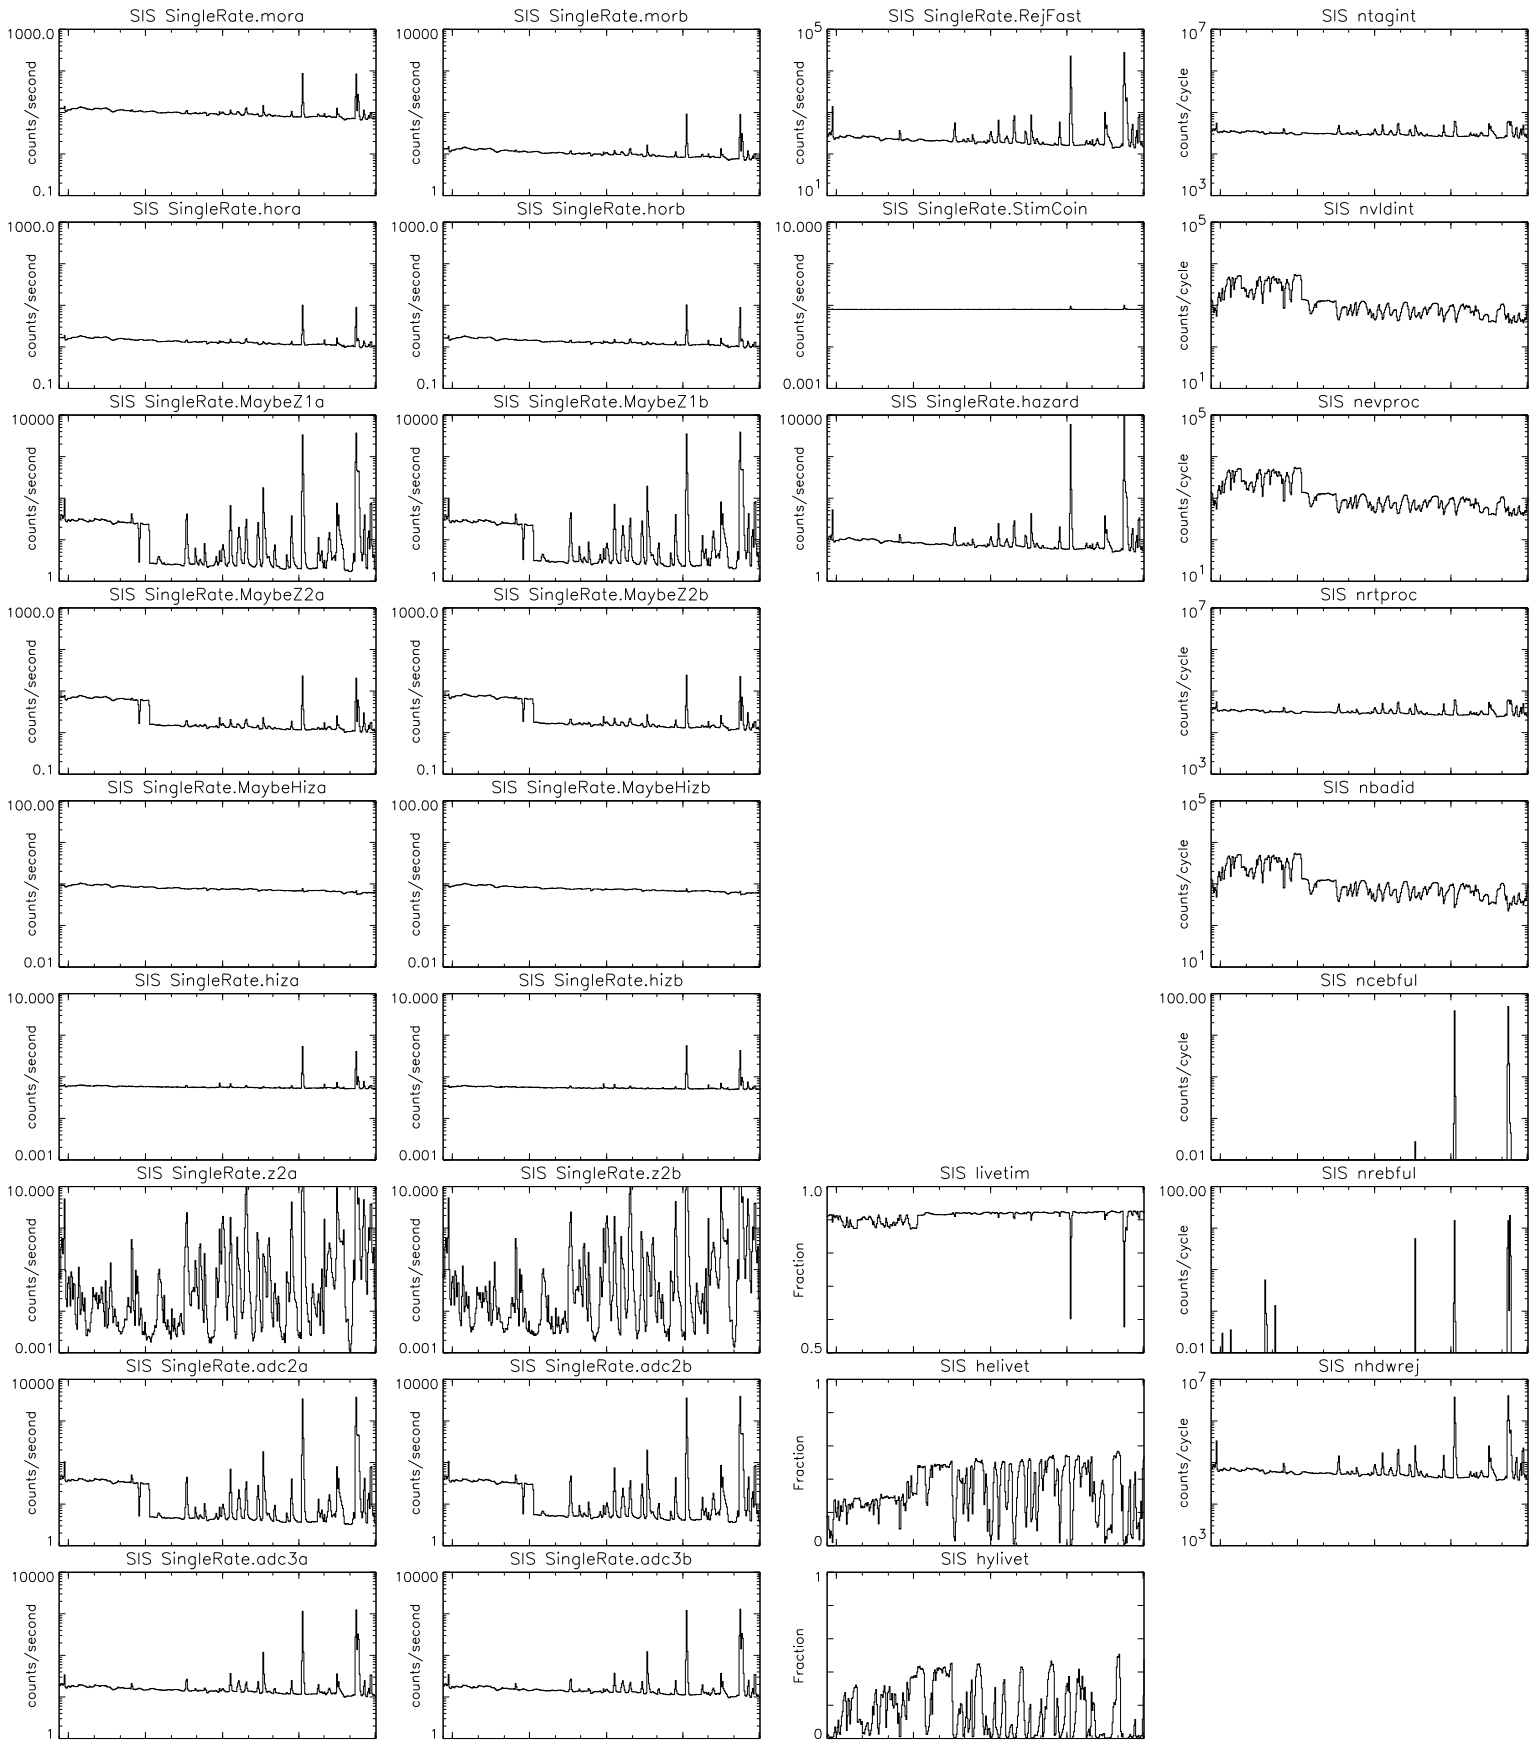 SIS SingleRate.mora
1000.0
counts/second
0.1
SIS SingleRate.morb
10000
counts/second
1
SIS SingleRate.RejFast
10^5
counts/second
10^1
SIS ntagint
10^7
counts/cycle
10^3
SIS SingleRate.hora
1000.0
counts/second
0.1
SIS SingleRate.horb
1000.0
counts/second
0.1
SIS SingleRate.StimCoin
10.000
counts/second
0.001
SIS nvldint
10^5
counts/cycle
10^1
SIS SingleRate.MaybeZ1a
10000
counts/second
1
SIS SingleRate.MaybeZ1b
10000
counts/second
1
SIS SingleRate.hazard
10000
counts/second
1
SIS nevproc
10^5
counts/cycle
10^1
SIS SingleRate.MaybeZ2a
1000.0
counts/second
0.1
SIS SingleRate.MaybeZ2b
1000.0
counts/second
0.1
SIS nrtproc
10^7
counts/cycle
10^3
SIS SingleRate.MaybeHiza
100.00
counts/second
0.01
SIS SingleRate.MaybeHizb
100.00
counts/second
0.01
SIS nbadid
10^5
counts/cycle
10^1
SIS SingleRate.hiza
10.000
counts/second
0.001
SIS SingleRate.hizb
10.000
counts/second
0.001
SIS ncebful
100.00
counts/cycle
0.01
SIS SingleRate.z2a
10.000
counts/second
0.001
SIS SingleRate.z2b
10.000
counts/second
0.001
SIS livetim
1.0
Fraction
0.5
SIS nrebful
100.00
counts/cycle
0.01
SIS SingleRate.adc2a
10000
counts/second
1
SIS SingleRate.adc2b
10000
counts/second
1
SIS helivet
1
Fraction
0
SIS nhdwrej
10^7
counts/cycle
10^3
SIS SingleRate.adc3a
10000
counts/second
1
SIS SingleRate.adc3b
10000
counts/second
1
SIS hylivet
1
Fraction
0